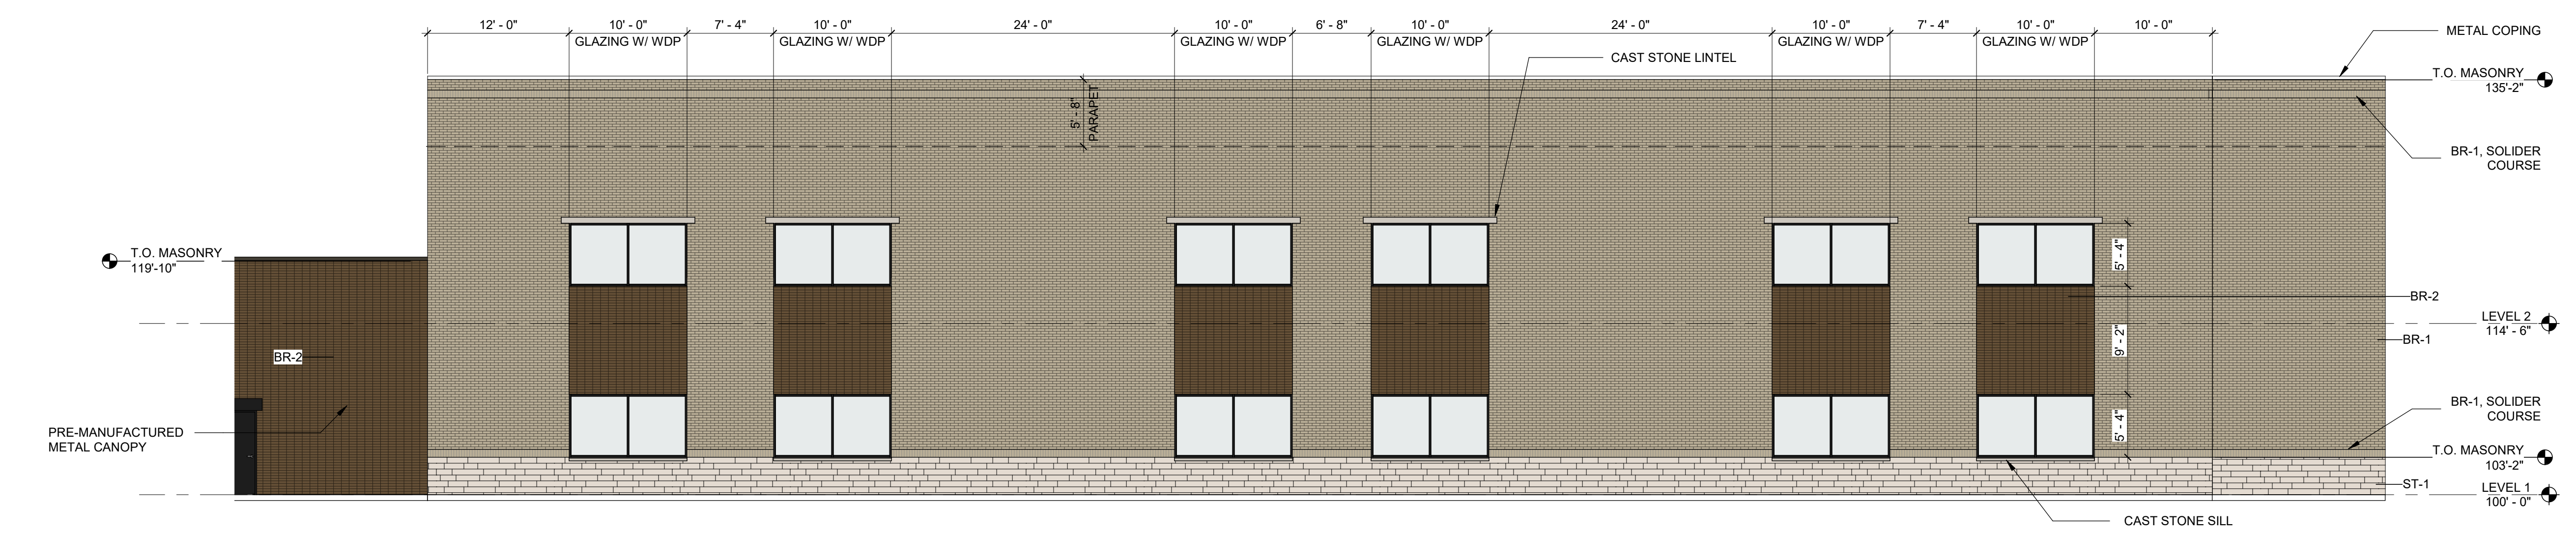 12' - 0" 10' - 0" 7' - 4" 10' - 0" 24' - 0" 10' - 0" 6' - 8" 10' - 0" 24' - 0" 10' - 0" 7' - 4" 10' - 0" 10' - 0"
GLAZING W/ WDP GLAZING W/ WDP GLAZING W/ WDP GLAZING W/ WDP GLAZING W/ WDP GLAZING W/ WDP
METAL COPING
CAST STONE LINTEL
T.O. MASONRY
135'-2"
5' - 8"
PARAPET
BR-1, SOLIDER
COURSE
T.O. MASONRY
119'-10"
5' - 4"
BR-2
LEVEL 2
114' - 6"
9' - 2"
BR-1
BR-2
BR-1, SOLIDER
COURSE
5' - 4"
PRE-MANUFACTURED
METAL CANOPY
T.O. MASONRY
103'-2"
ST-1
LEVEL 1
100' - 0"
CAST STONE SILL